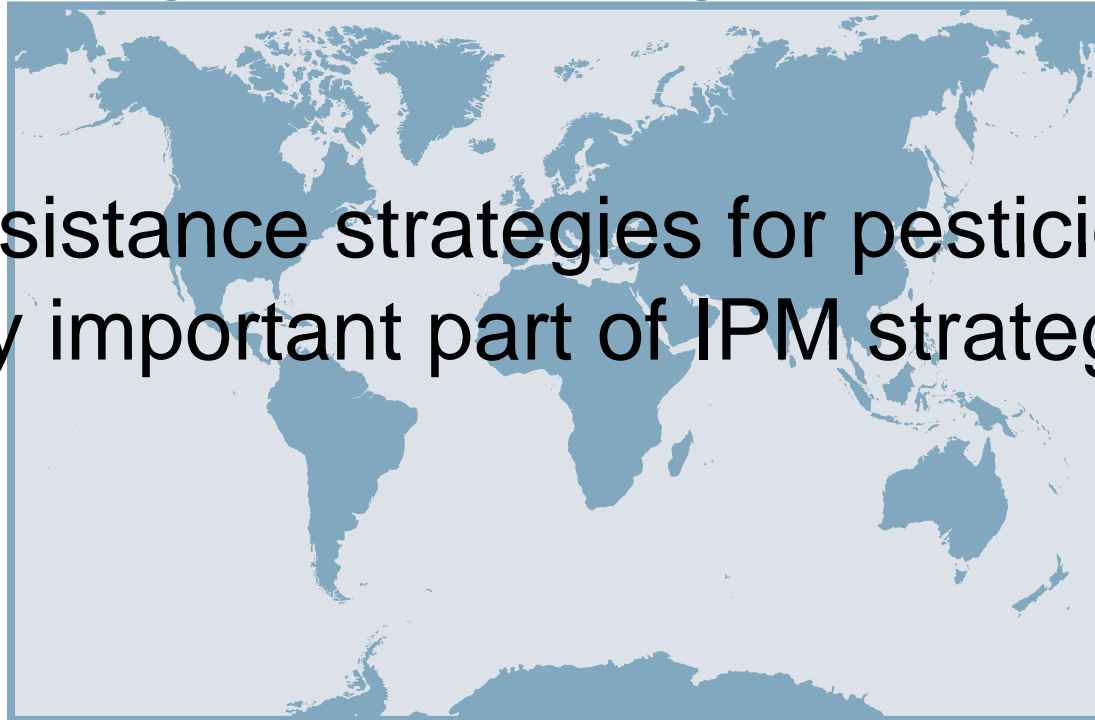 sistance strategies for pestici
y important part of IPM strateg